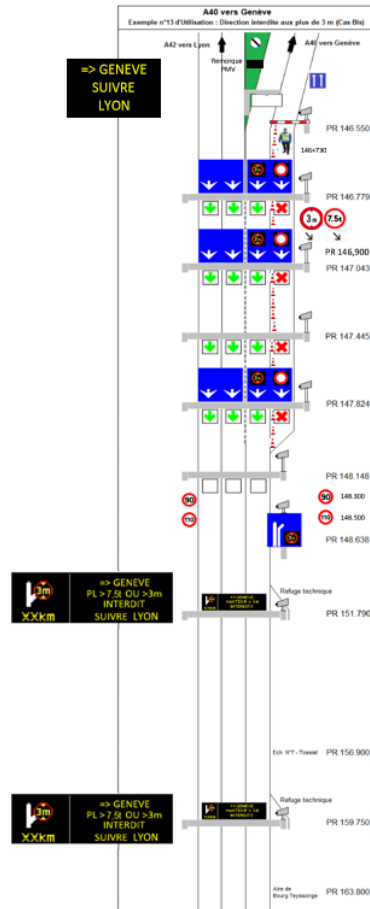 A40 vers Genève
Exemple n°13 d'Utilisation : Direction interdite aux plus de 3 m (Cas Bis)
A42 vers Lyon
A40 vers Genève
Remorque
PMV
=> GENEVE
SUIVRE
LYON
11
PR 146.550
146+730
PR 146.779
3m
7.5t
PR 146,900
PR 147.043
PR 147.445
PR 147.824
PR 148.148
90
90
148.300
110
110
148.500
PR 148.638
3m
=> GENEVE
PL >7,5t OU >3m
INTERDIT
SUIVRE LYON
XXkm
Refuge technique
PR 151.790
Ech. N°7 - Tossiat
PR 156.900
3m
=> GENEVE
PL >7,5t OU >3m
INTERDIT
SUIVRE LYON
XXkm
Refuge technique
PR 159.750
Aire de
Bourg Teyssonge
PR 163.800